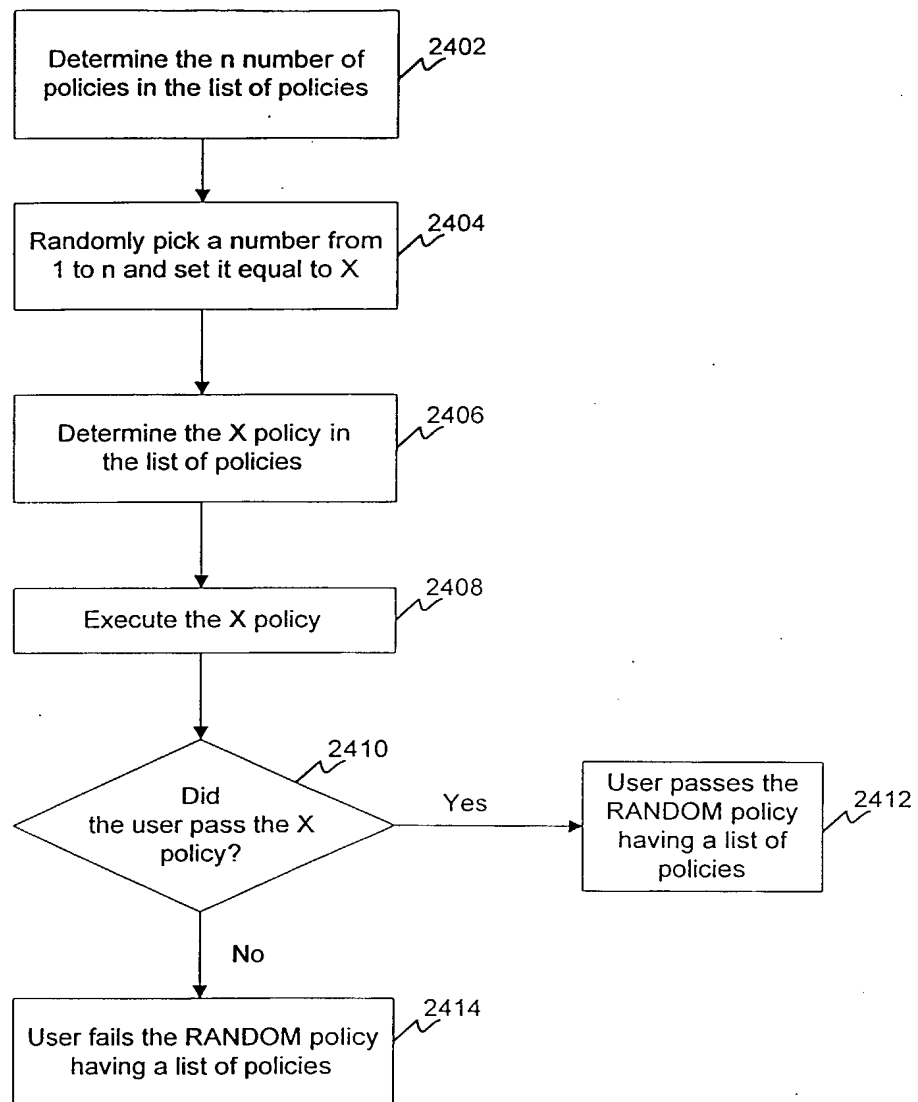 Determine the n number of
policies in the list of policies
2402
Randomly pick a number from
1 to n and set it equal to X
2404
Determine the X policy in
the list of policies
2406
Execute the X policy
2408
Did
the user pass the X
policy?
2410
Yes
User passes the
RANDOM policy
having a list of
policies
2412
No
User fails the RANDOM policy
having a list of policies
2414